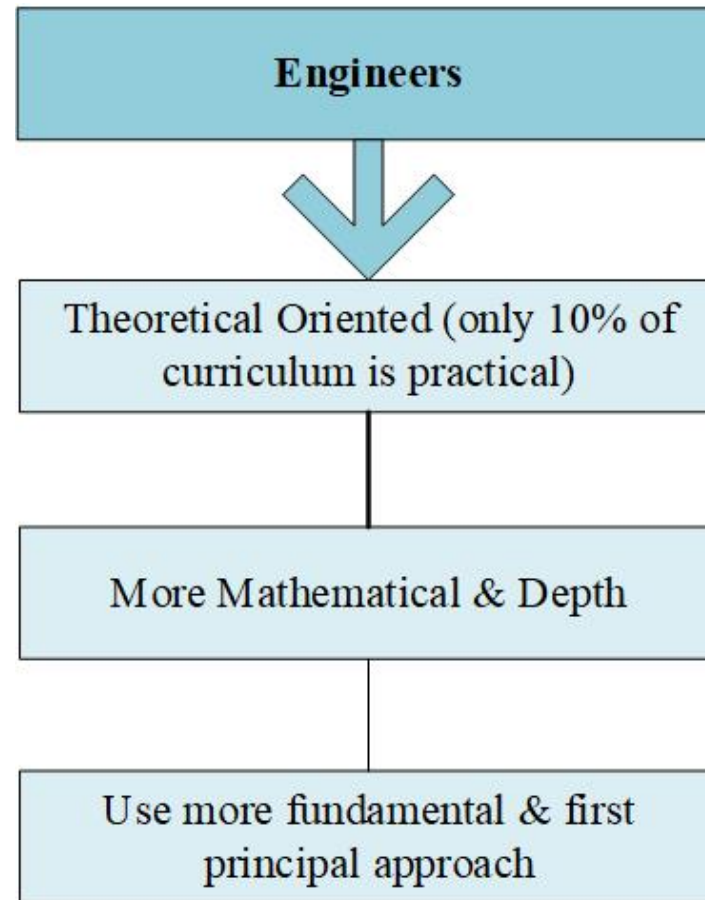 Engineers
Theoretical Oriented (only 10% of
curriculum is practical)
More Mathematical & Depth
Use more fundamental & first
principal approach